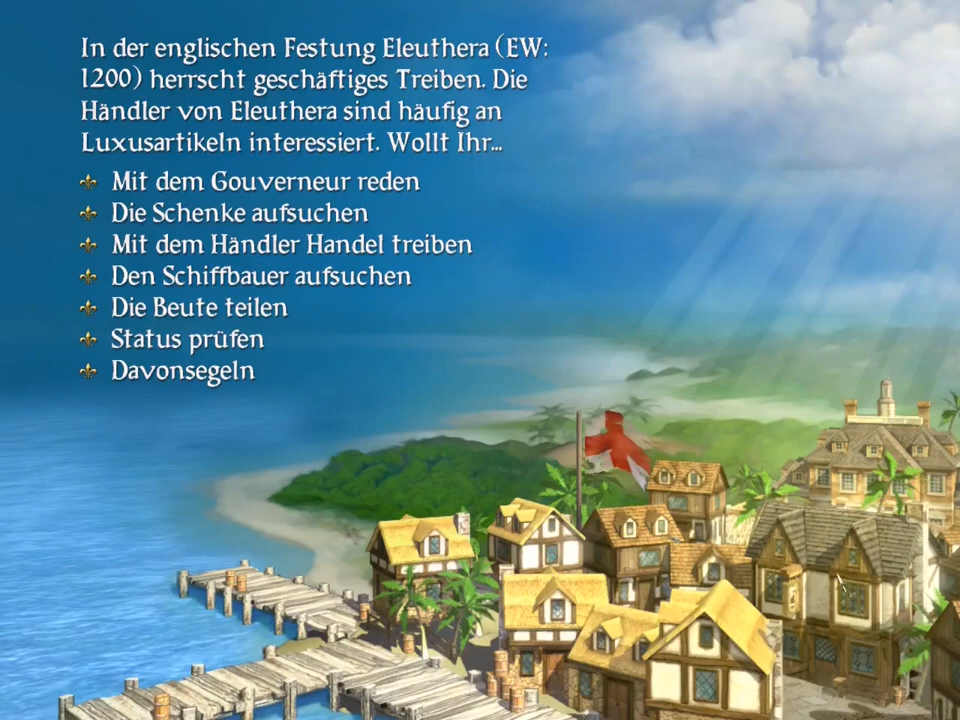 In der englischen Festung Eleuthera (EW:
1200) herrscht geschäftiges Treiben. Die
Händler von Eleuthera sind häufig an
Luxusartikeln interessiert. Wollt Ihr...
Mit dem Gouverneur reden
Die Schenke aufsuchen
Mit dem Händler Handel treiben
Den Schiffbauer aufsuchen
Die Beute teilen
Status prüfen
Davonsegeln